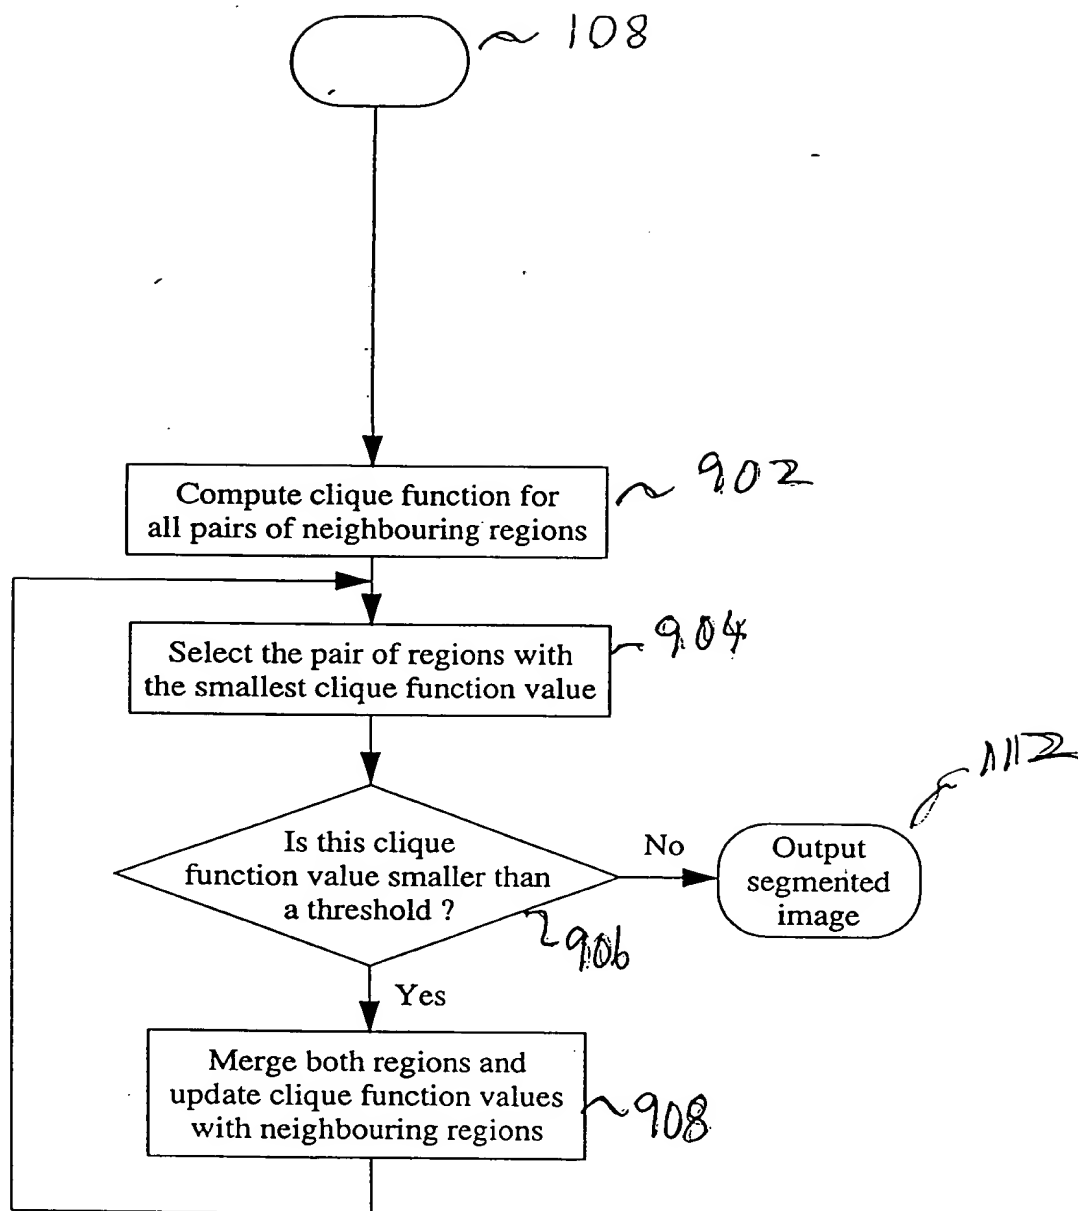 108
Compute clique function for
all pairs of neighbouring regions
902
Select the pair of regions with
the smallest clique function value
904
Is this clique
function value smaller than
a threshold ?
906
No
Output
segmented
image
1112
Yes
Merge both regions and
update clique function values
with neighbouring regions
908